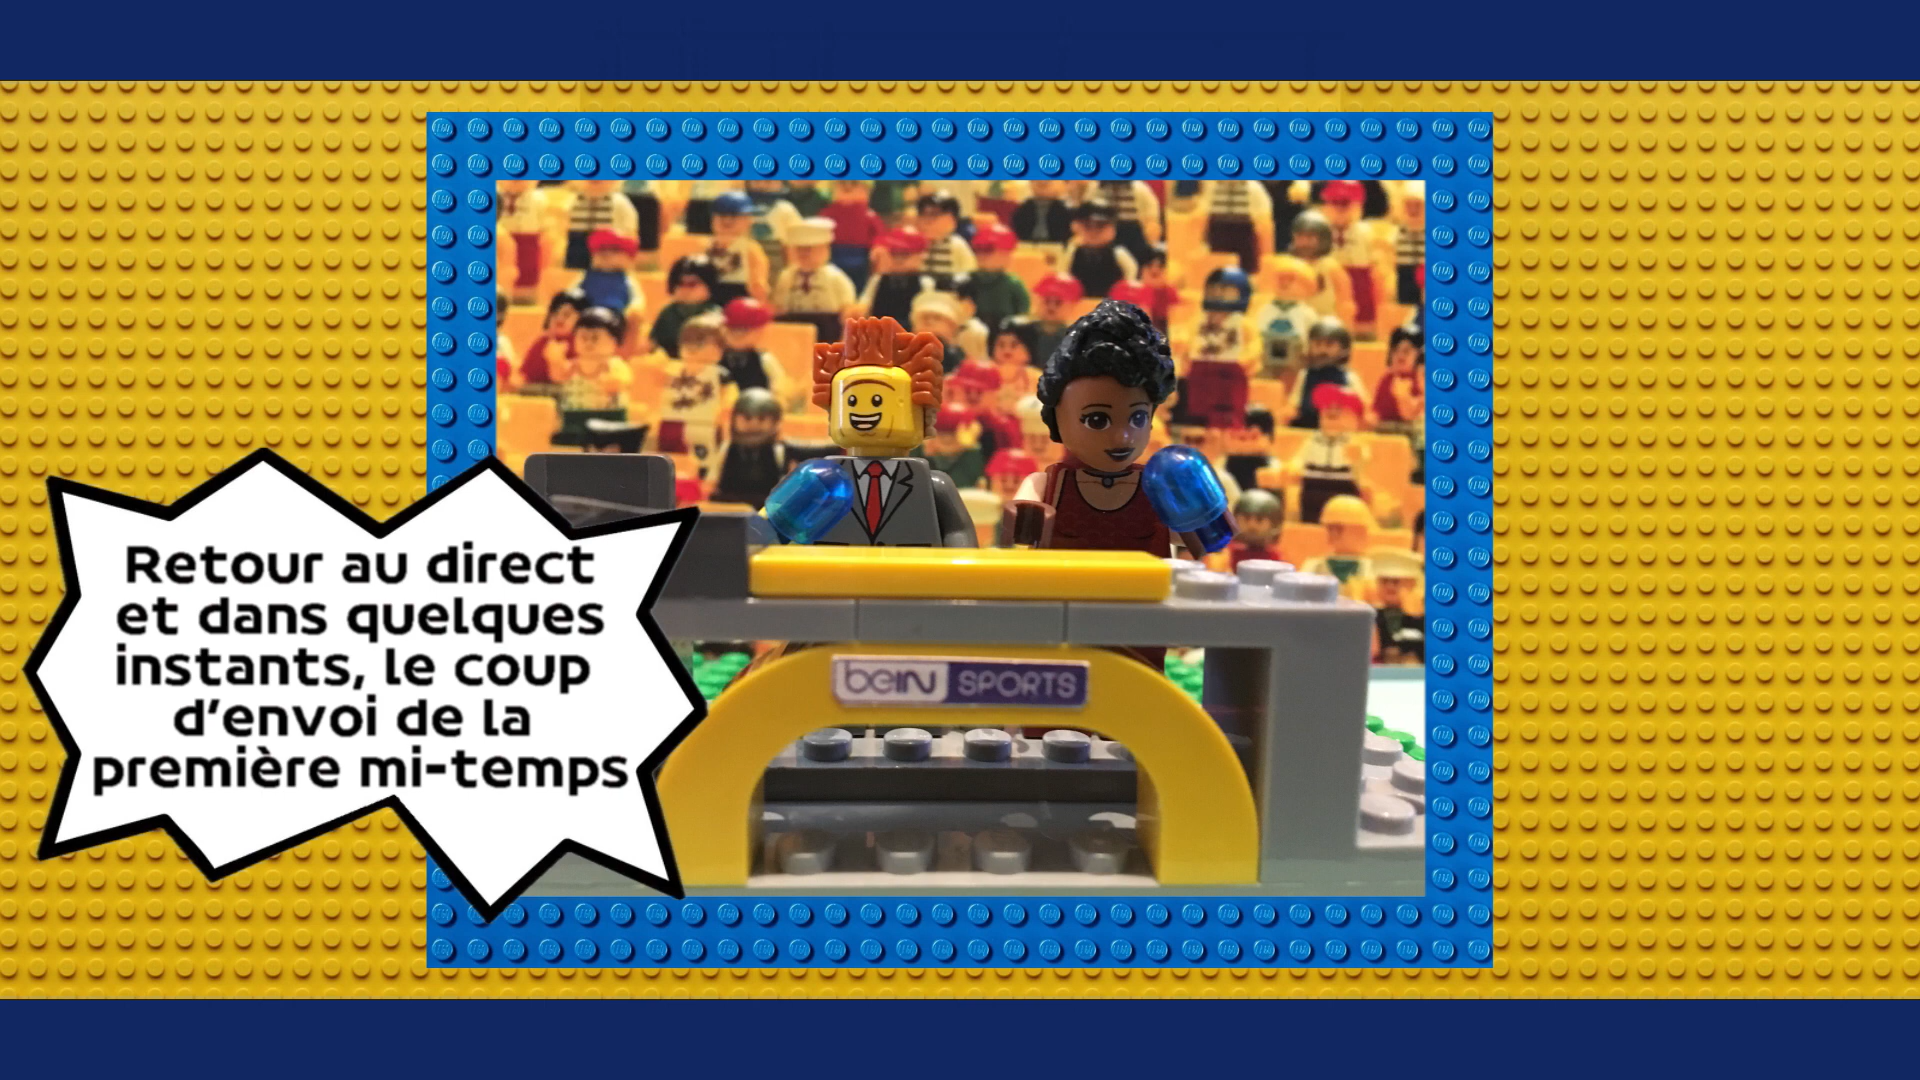 Retour au direct
et dans quelques
instants, le coup
d'envoi de la
première mi-temps
beIN SPORTS